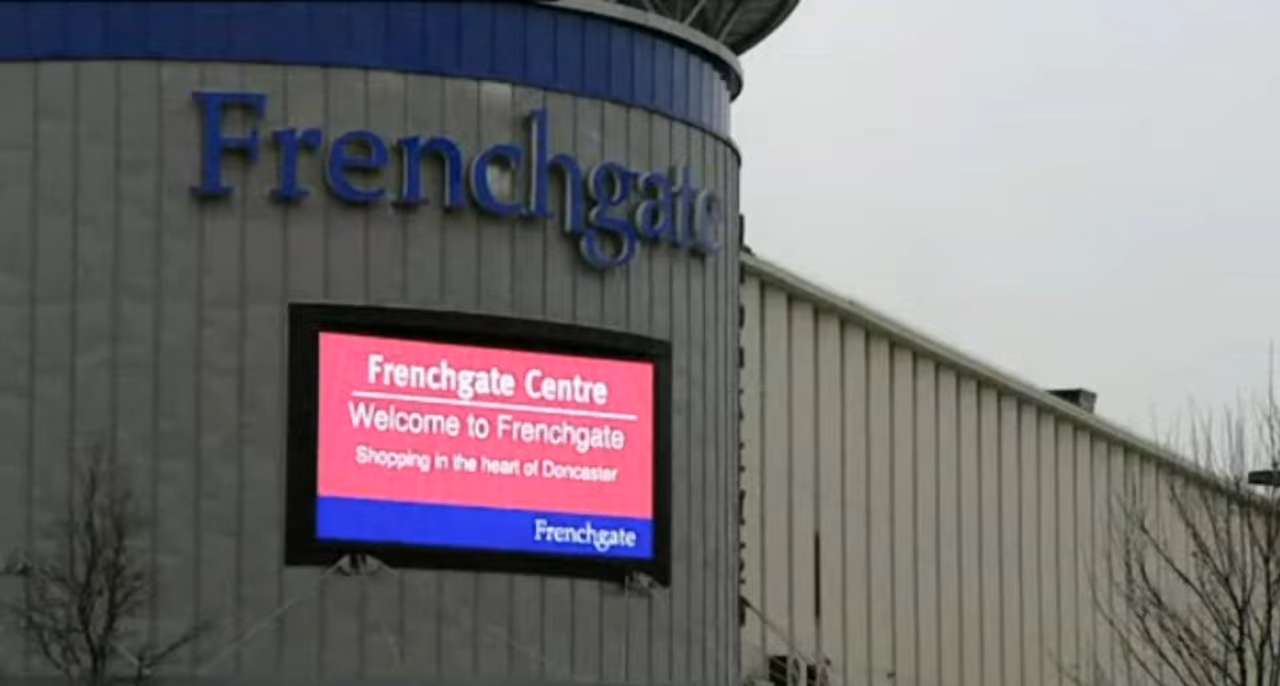 Frenchgate
Frenchgate Centre
Welcome to Frenchgate
Shopping in the heart of Doncaster
Frenchgate